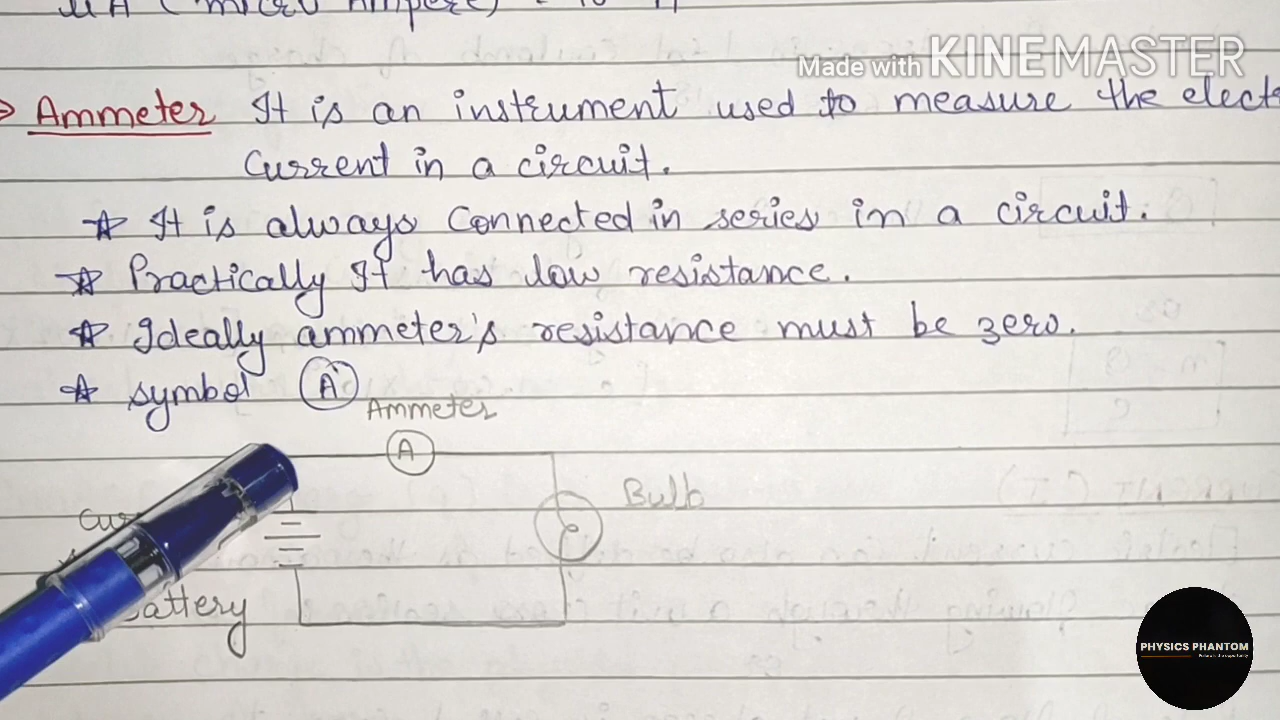 Made with KINEMASTER
Ammeter It is an instrument used to measure the elect
Current in a circuit.
It is always Connected in series in a circuit.
Practically It has low resistance.
Ideally ammeter's resistance must be zero.
symbol A
Ammeter
A
Bulb
PHYSICS PHANTOM